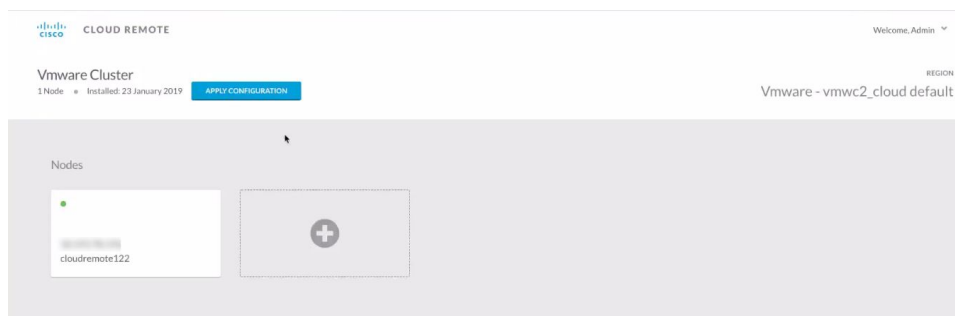 CISCO CLOUD REMOTE
Welcome, Admin
Vmware Cluster
1 Node Installed: 23 January 2019
APPLY CONFIGURATION
REGION
Vmware - vmwc2_cloud default
Nodes
cloudremote122